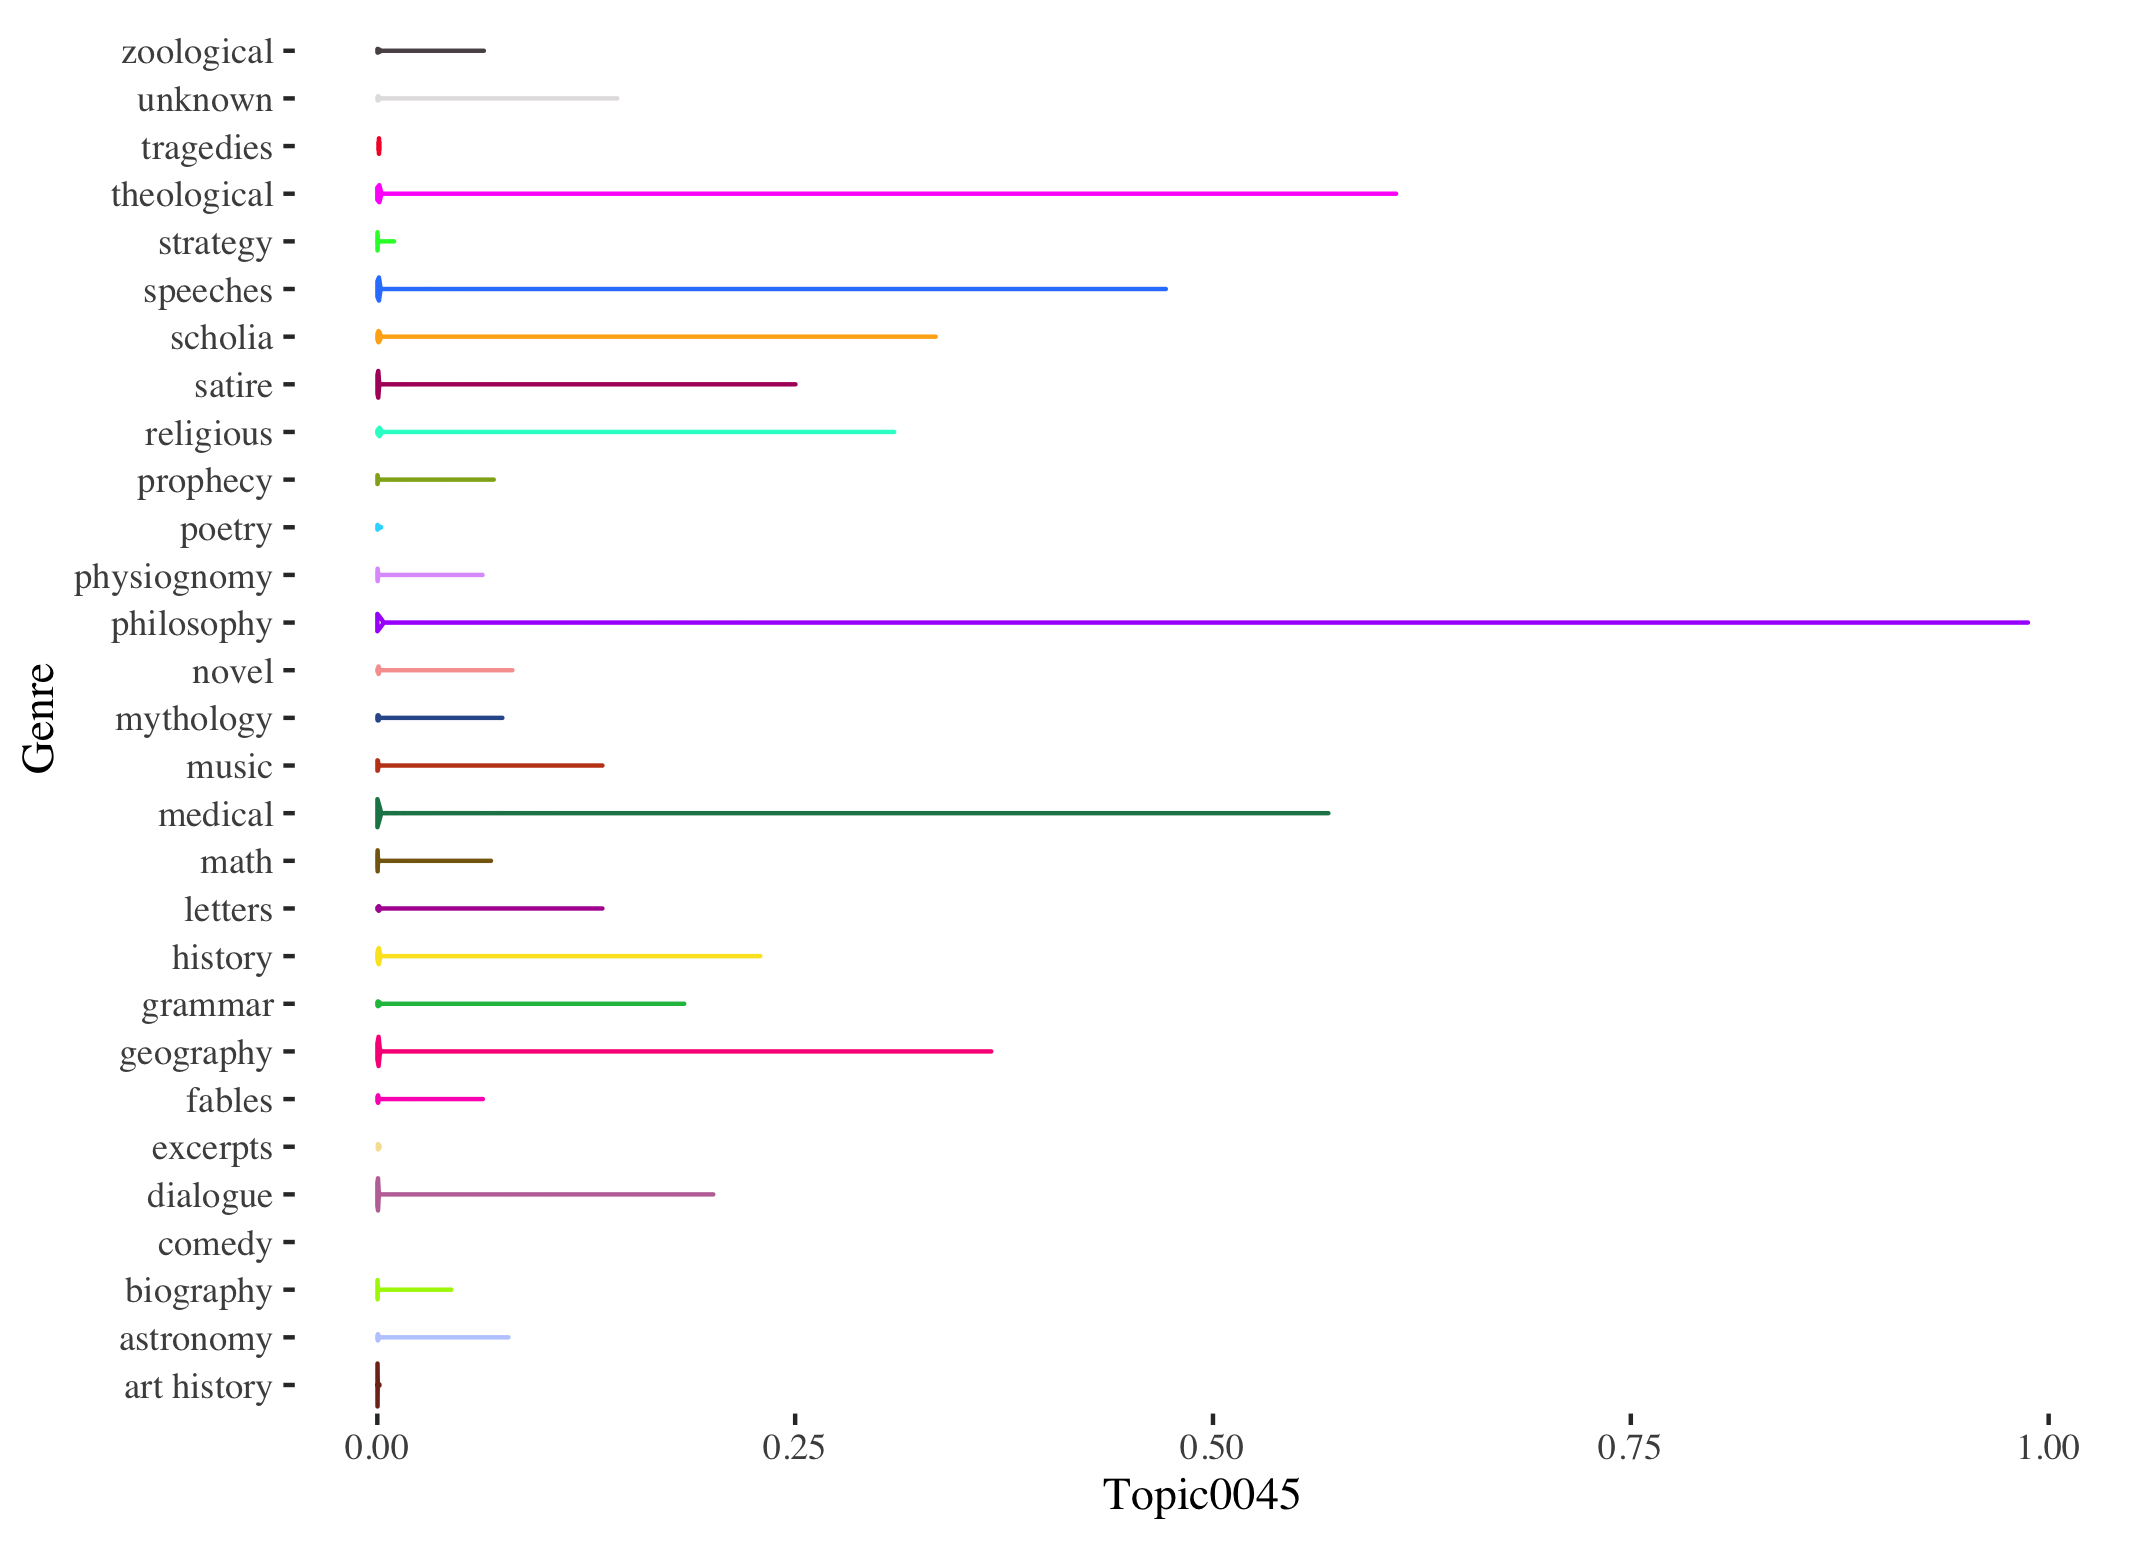 zoological
unknown
tragedies
theological
strategy
speeches
scholia
satire
religious
prophecy
poetry
physiognomy
philosophy
novel
mythology
music
medical
math
letters
history
grammar
geography
fables
excerpts
dialogue
comedy
biography
astronomy
art history
Genre
0.00 0.25 0.50 0.75 1.00
Topic0045